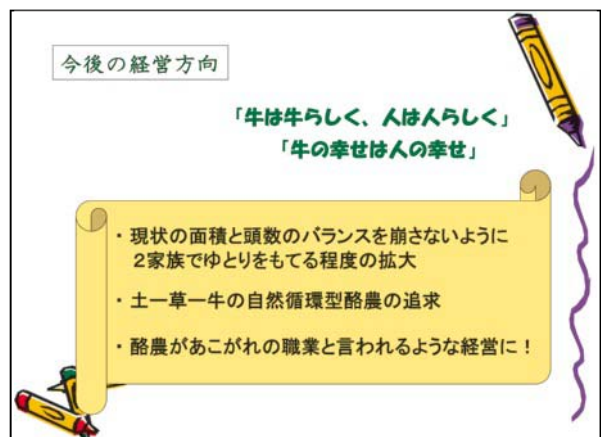 今後の経営方向
「牛は牛らしく、人は人らしく」
「牛の幸せは人の幸せ」
・現状の面積と頭数のバランスを崩さないように
２家族でゆとりをもてる程度の拡大
・土ー草ー牛の自然循環型酪農の追求
・酪農があこがれの職業と言われるような経営に！